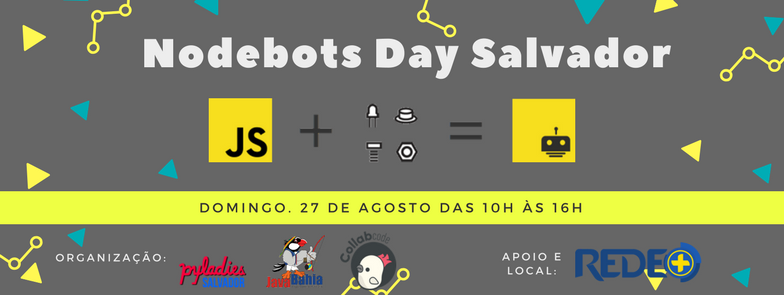 Nodebots Day Salvador
JS + =
DOMINGO. 27 DE AGOSTO DAS 10H ÀS 16H
ORGANIZAÇÃO:
pyladies
SALVADOR
JavaBahia
Collabcode
APOIO E
LOCAL:
REDE+